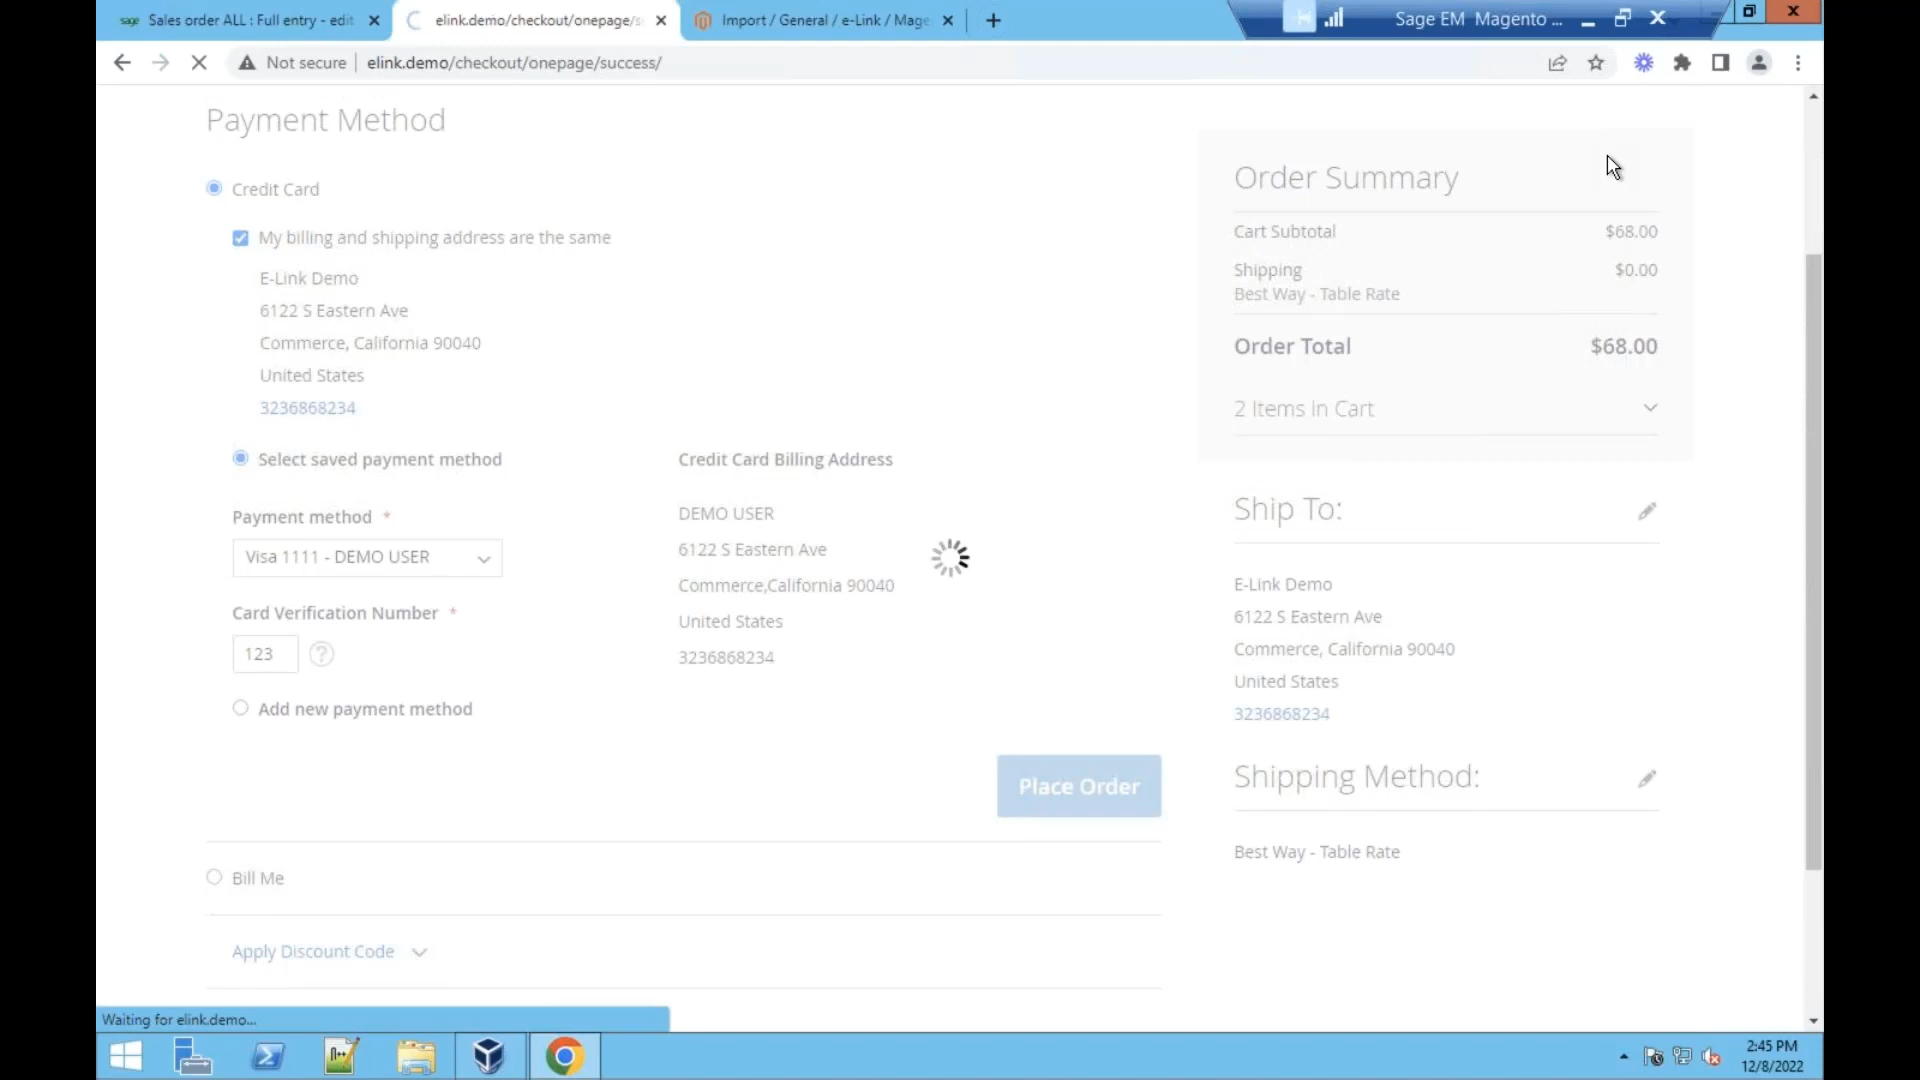 sage Sales order ALL : Full entry - edit
elink.demo/checkout/onepage/s
Import / General / e-Link / Mage
Sage EM Magento ...
Not secure
elink.demo/checkout/onepage/success/
Payment Method
Credit Card
My billing and shipping address are the same
E-Link Demo
6122 S Eastern Ave
Commerce, California 90040
United States
3236868234
Select saved payment method
Payment method *
Visa 1111 - DEMO USER
Card Verification Number *
123
?
Add new payment method
Credit Card Billing Address
DEMO USER
6122 S Eastern Ave
Commerce,California 90040
United States
3236868234
Place Order
Bill Me
Apply Discount Code
Order Summary
Cart Subtotal $68.00
Shipping $0.00
Best Way - Table Rate
Order Total $68.00
2 Items in Cart
Ship To:
E-Link Demo
6122 S Eastern Ave
Commerce, California 90040
United States
3236868234
Shipping Method:
Best Way - Table Rate
Waiting for elink.demo...
2:45 PM
12/8/2022